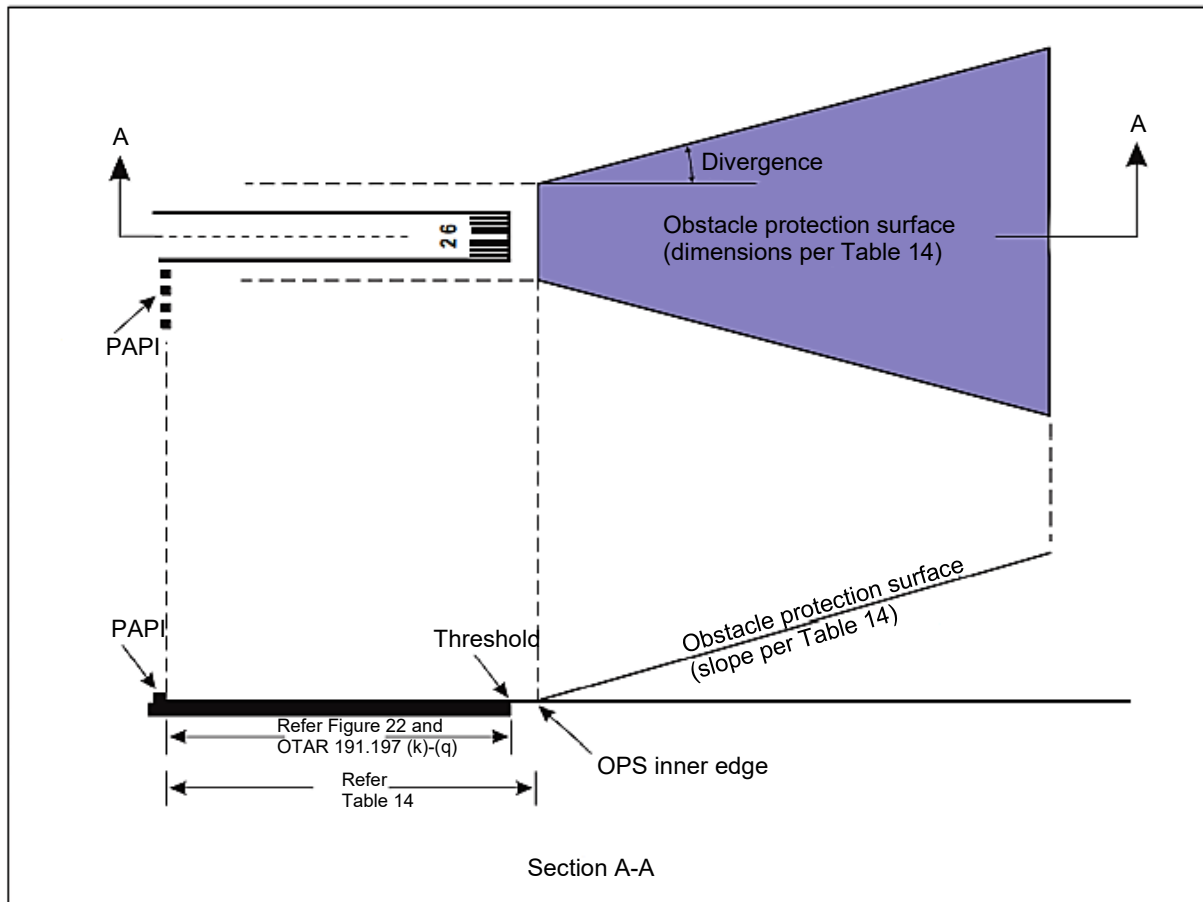 A
A
Divergence
Obstacle protection surface
(dimensions per Table 14)
26
PAPI
Obstacle protection surface
(slope per Table 14)
PAPI
Threshold
Refer Figure 22 and
OTAR 191.197 (k)-(q)
OPS inner edge
Refer
Table 14
Section A-A